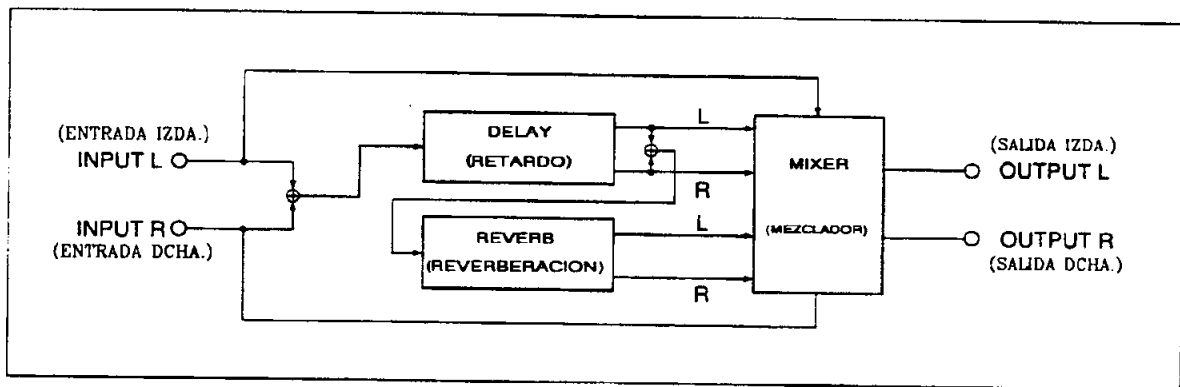 (ENTRADA IZDA.)
INPUT L
INPUT R
(ENTRADA DCHA.)
DELAY
(RETARDO)
L
R
REVERB
(REVERBERACION)
L
R
MIXER
(MEZCLADOR)
(SALIDA IZDA.)
OUTPUT L
OUTPUT R
(SALIDA DCHA.)